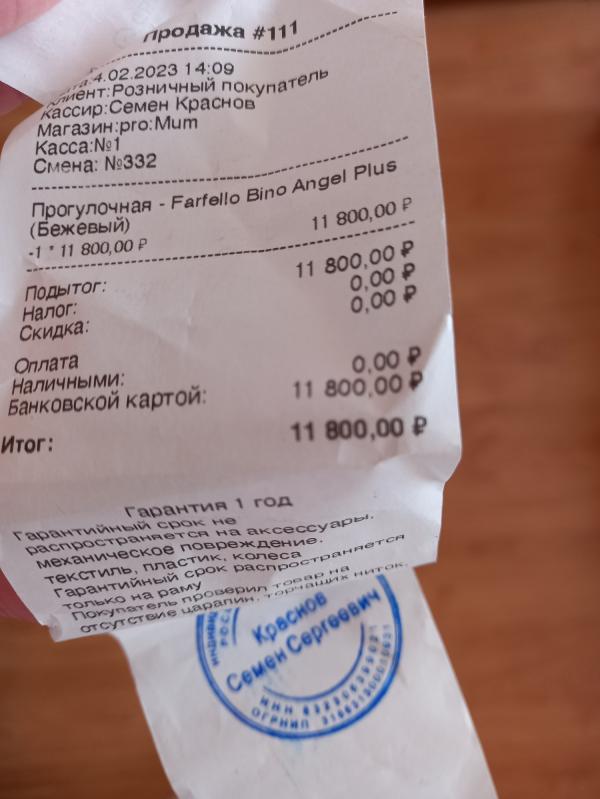 Продажа #111
4.02.2023 14:09
Клиент:Розничный покупатель
Кассир:Семен Краснов
Магазин:pro:Mum
Касса:№1
Смена: №332
Прогулочная - Farfello Bino Angel Plus
(Бежевый)
-1 * 11 800,00 ₽ 11 800,00 ₽
Подытог: 11 800,00 ₽
Налог: 0,00 ₽
Скидка: 0,00 ₽
Оплата
Наличными: 0,00 ₽
Банковской картой: 11 800,00 ₽
Итог: 11 800,00 ₽
Гарантия 1 год
Гарантийный срок не
распространяется на аксессуары,
механическое повреждение.
текстиль, пластик, колеса
Гарантийный срок распространяется
только на раму
Покупатель проверил товар на
отсутствие царапин, торчащих ниток,
Краснов
Семен Сергеевич
ИНН
ОГРНИП